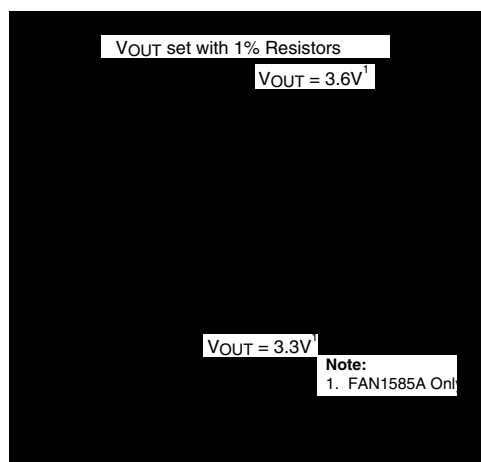 VOUT set with 1% Resistors
VOUT = 3.6V¹
VOUT = 3.3V¹
Note:
1. FAN1585A Only